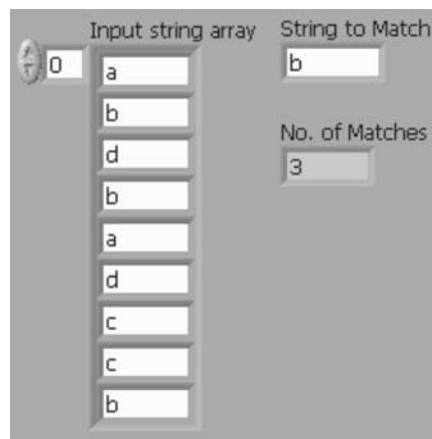 Input string array
0
a
b
d
b
a
d
c
c
b
String to Match
b
No. of Matches
3